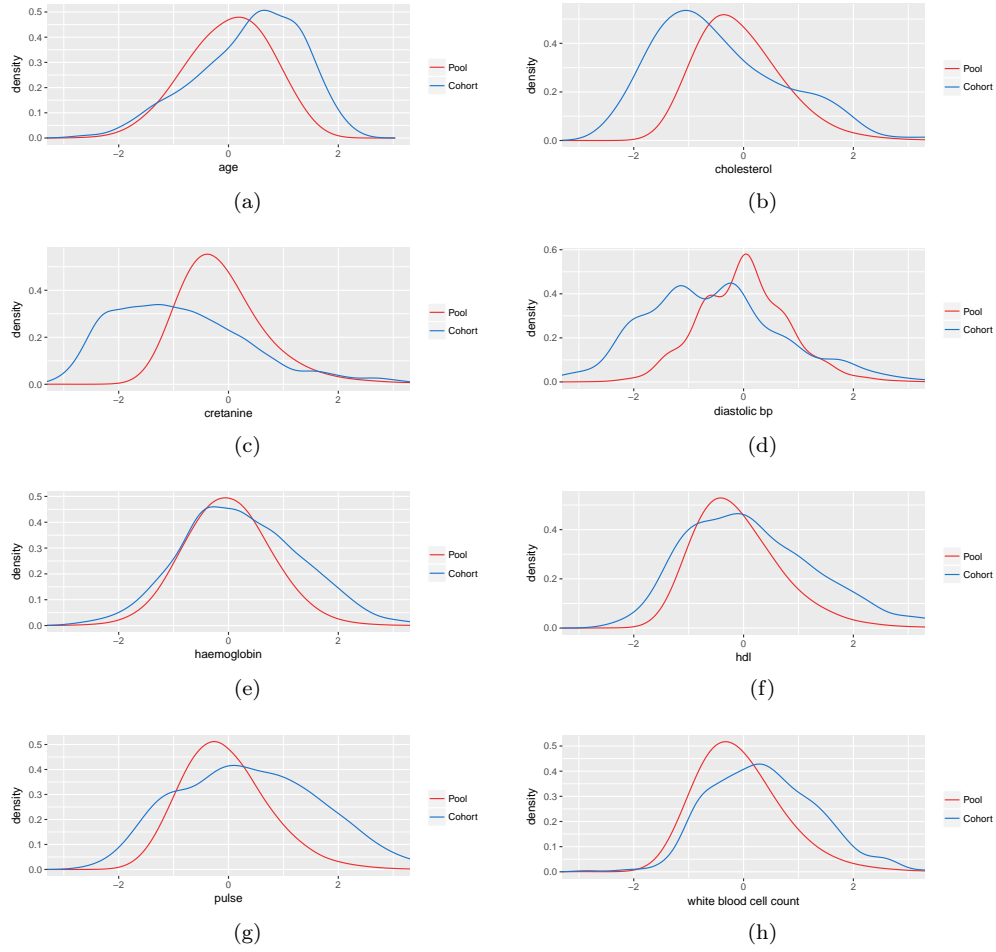 0.5
0.4
0.3
0.2
0.1
0.0
density
−2
0
2
age
Pool
Cohort
(a)
0.4
0.2
0.0
density
−2
0
2
cholesterol
Pool
Cohort
(b)
0.4
0.2
0.0
density
−2
0
2
cretanine
Pool
Cohort
(c)
0.6
0.4
0.2
0.0
density
−2
0
2
diastolic bp
Pool
Cohort
(d)
0.5
0.4
0.3
0.2
0.1
0.0
density
−2
0
2
haemoglobin
Pool
Cohort
(e)
0.4
0.2
0.0
density
−2
0
2
hdl
Pool
Cohort
(f)
0.5
0.4
0.3
0.2
0.1
0.0
density
−2
0
2
pulse
Pool
Cohort
(g)
0.5
0.4
0.3
0.2
0.1
0.0
density
−2
0
2
white blood cell count
Pool
Cohort
(h)